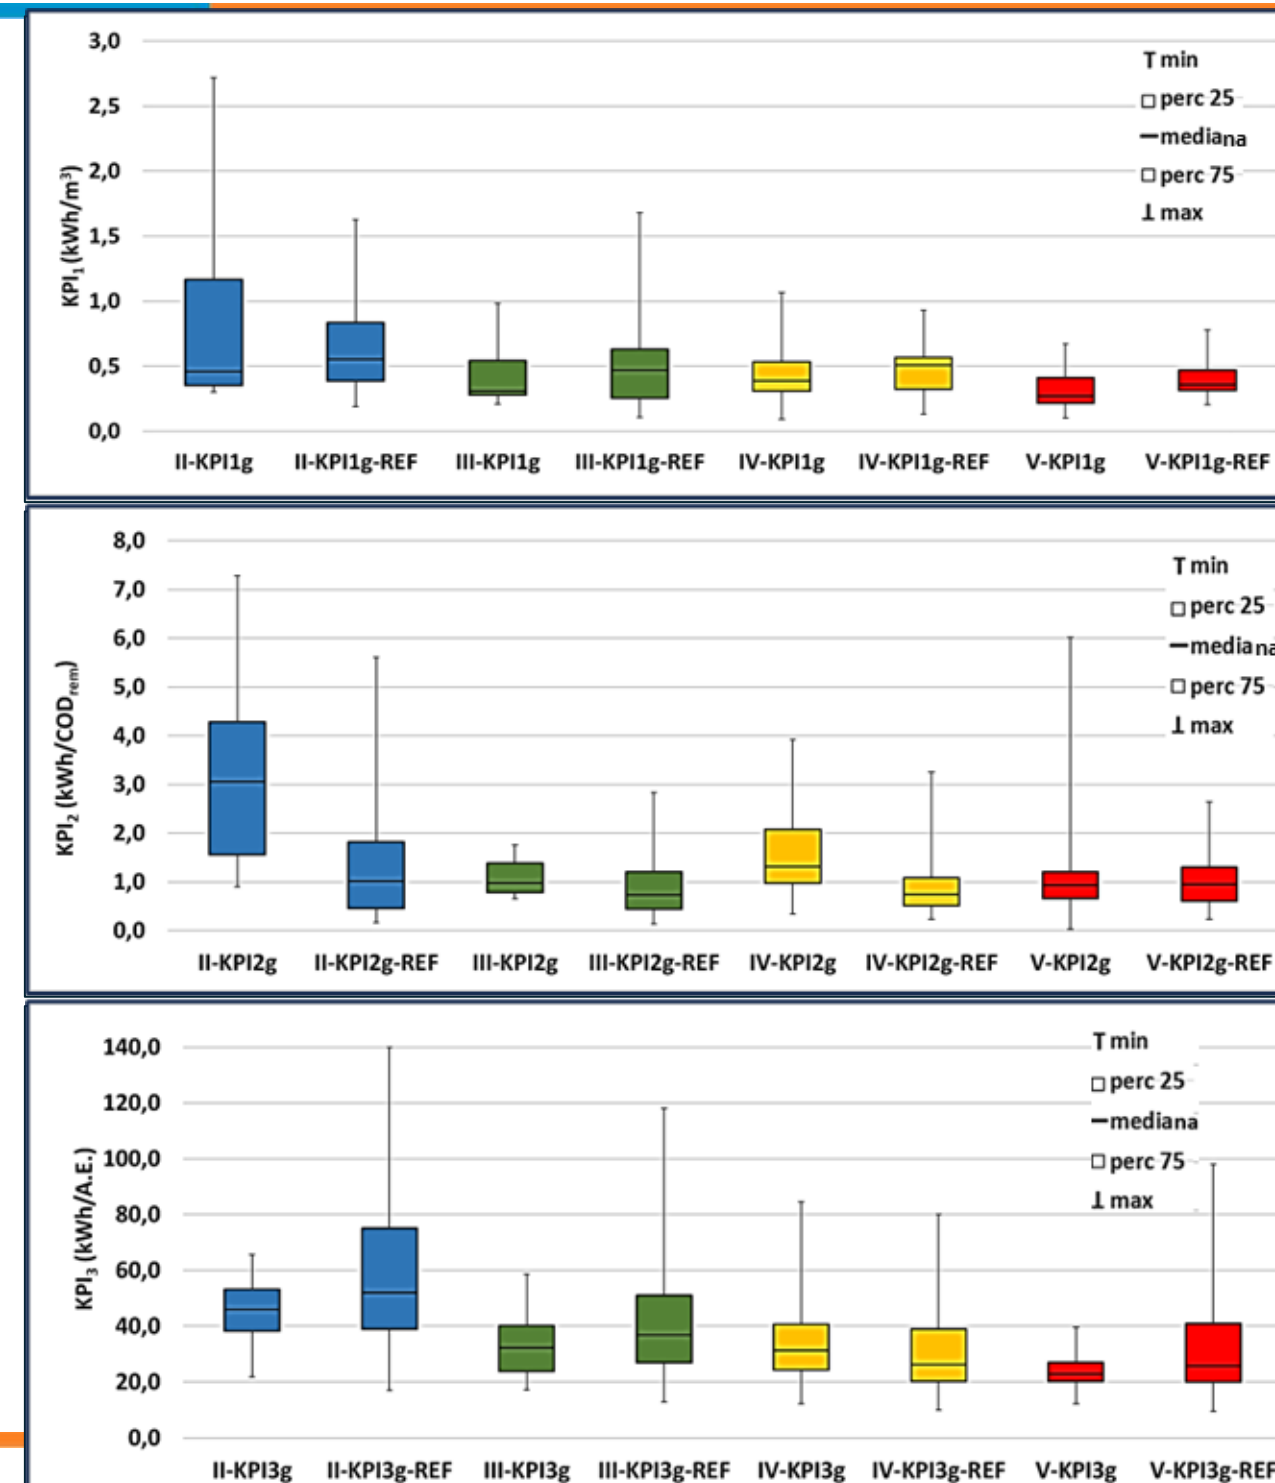 3,0
2,5
2,0
1,5
1,0
0,5
0,0
KPI₁ (kWh/m³)
T min
perc 25
mediana
perc 75
⊥ max
II-KPI1g II-KPI1g-REF III-KPI1g III-KPI1g-REF IV-KPI1g IV-KPI1g-REF V-KPI1g V-KPI1g-REF
8,0
7,0
6,0
5,0
4,0
3,0
2,0
1,0
0,0
KPI₂ (kWh/CODrem)
T min
perc 25
mediana
perc 75
⊥ max
II-KPI2g II-KPI2g-REF III-KPI2g III-KPI2g-REF IV-KPI2g IV-KPI2g-REF V-KPI2g V-KPI2g-REF
140,0
120,0
100,0
80,0
60,0
40,0
20,0
0,0
KPI₃ (kWh/A.E.)
T min
perc 25
mediana
perc 75
⊥ max
II-KPI3g II-KPI3g-REF III-KPI3g III-KPI3g-REF IV-KPI3g IV-KPI3g-REF V-KPI3g V-KPI3g-REF